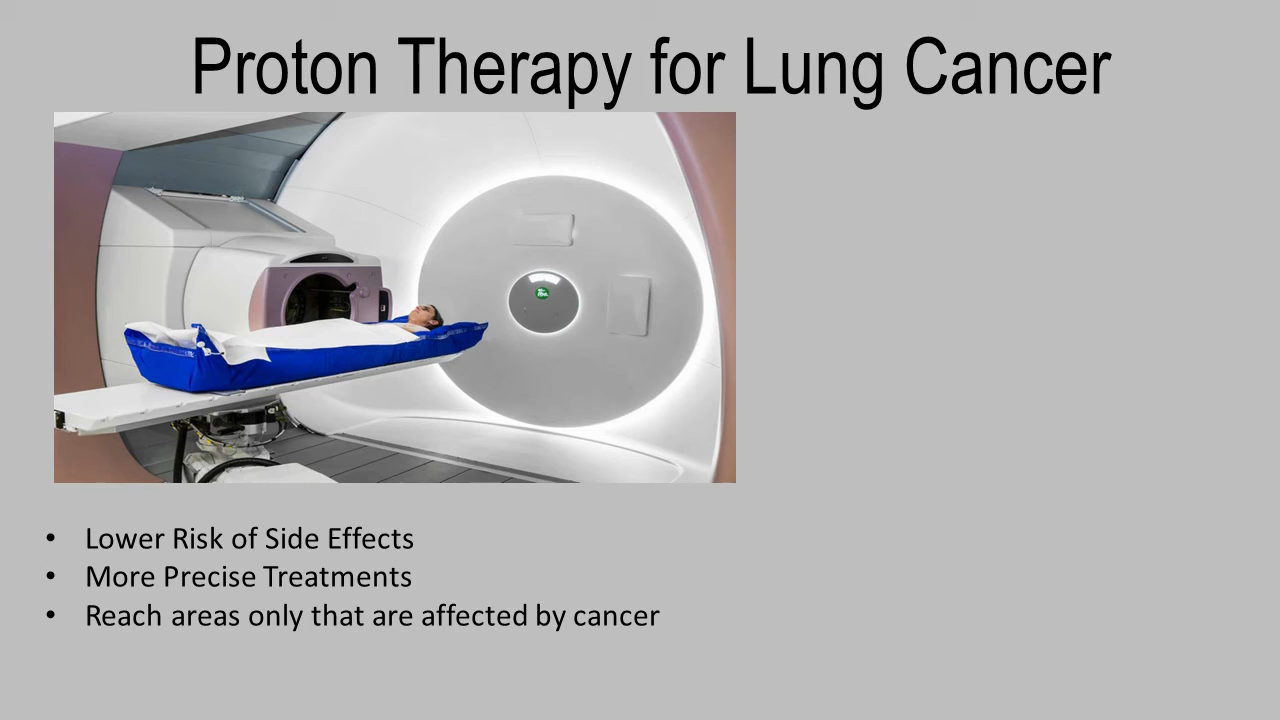 Proton Therapy for Lung Cancer
• Lower Risk of Side Effects
• More Precise Treatments
• Reach areas only that are affected by cancer